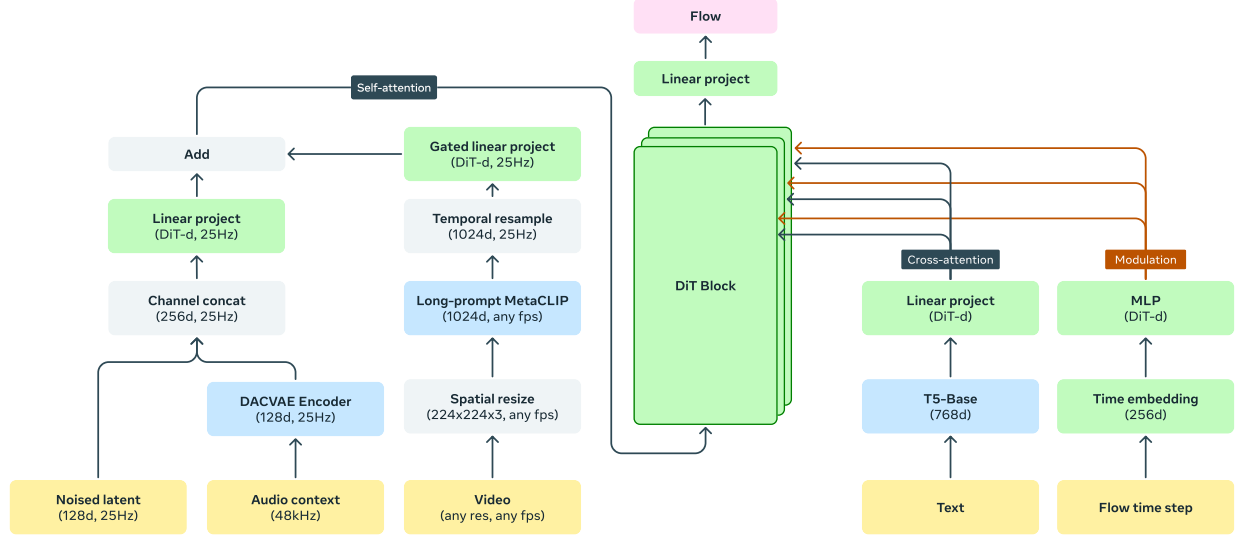 Flow
Linear project
Self-attention
Add
Gated linear project
(DiT-d, 25Hz)
Linear project
(DiT-d, 25Hz)
Temporal resample
(1024d, 25Hz)
Channel concat
(256d, 25Hz)
Long-prompt MetaCLIP
(1024d, any fps)
DACVAE Encoder
(128d, 25Hz)
Spatial resize
(224x224x3, any fps)
Noised latent
(128d, 25Hz)
Audio context
(48kHz)
Video
(any res, any fps)
DiT Block
Cross-attention
Modulation
Linear project
(DiT-d)
MLP
(DiT-d)
T5-Base
(768d)
Time embedding
(256d)
Text
Flow time step